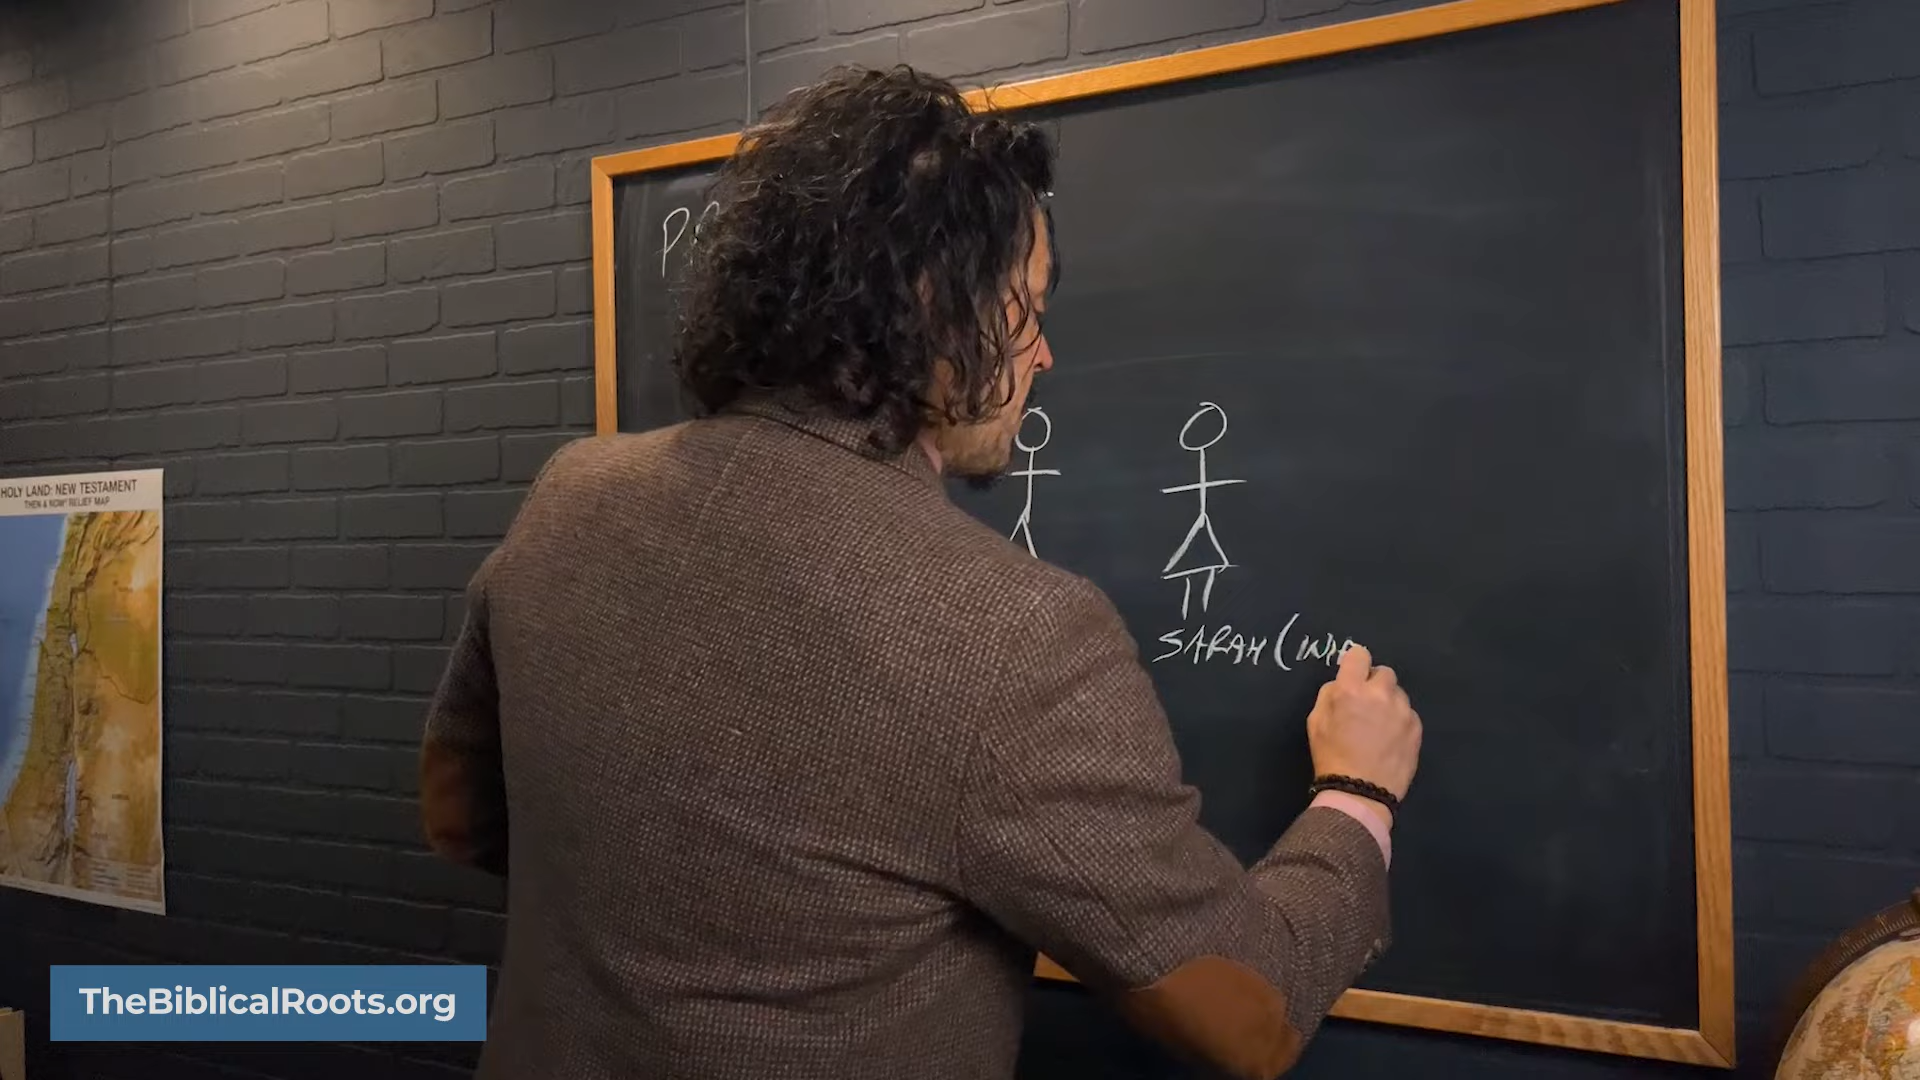 HOLY LAND: NEW TESTAMENT
THEN & NOW RELIEF MAP
SARAH
TheBiblicalRoots.org